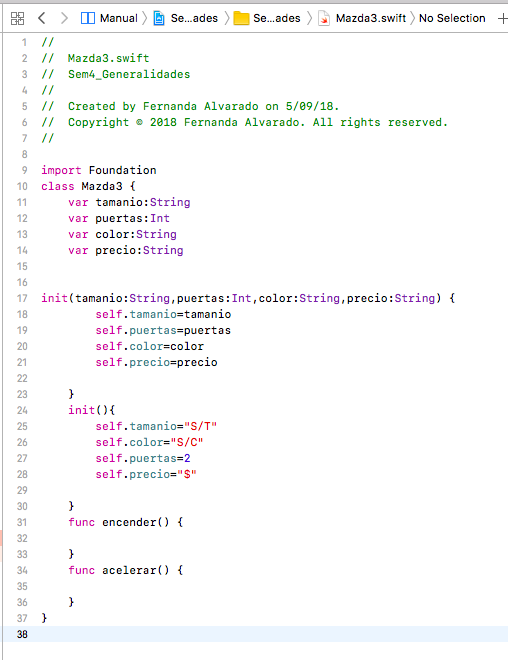 Manual Se...ades Se...ades Mazda3.swift No Selection
1 //
2 //  Mazda3.swift
3 //  Sem4_Generalidades
4 //
5 //  Created by Fernanda Alvarado on 5/09/18.
6 //  Copyright © 2018 Fernanda Alvarado. All rights reserved.
7 //
8
9 import Foundation
10 class Mazda3 {
11     var tamanio:String
12     var puertas:Int
13     var color:String
14     var precio:String
15
16
17 init(tamanio:String,puertas:Int,color:String,precio:String) {
18         self.tamanio=tamanio
19         self.puertas=puertas
20         self.color=color
21         self.precio=precio
22
23     }
24     init(){
25         self.tamanio="S/T"
26         self.color="S/C"
27         self.puertas=2
28         self.precio="$"
29
30     }
31     func encender() {
32
33     }
34     func acelerar() {
35
36     }
37 }
38